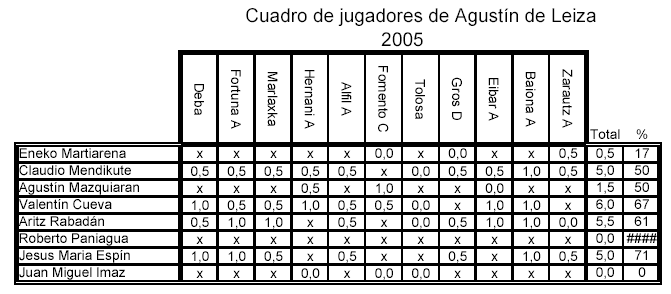 Cuadro de jugadores de Agustín de Leiza
2005
Deba Fortuna A Marlaxka Hernani A Alfil A Fomento C Tolosa Gros D Eibar A Baiona A Zarautz A Total %
Eneko Martiarena x x x x x 0,0 x 0,0 x x 0,5 0,5 17
Claudio Mendikute 0,5 0,5 0,5 0,5 0,5 x 0,0 0,5 0,5 1,0 0,5 5,0 50
Agustín Mazquiaran x x x 0,5 x 1,0 x x 0,0 x x 1,5 50
Valentín Cueva 1,0 0,5 0,5 1,0 0,5 0,5 0,0 x 1,0 1,0 x 6,0 67
Aritz Rabadán 0,5 1,0 1,0 x 0,5 x 0,0 0,5 1,0 1,0 0,0 5,5 61
Roberto Paniagua x x x x x x x x x x x 0,0 ####
Jesus María Espín 1,0 1,0 0,5 x 0,5 x x 0,5 x 1,0 0,5 5,0 71
Juan Miguel Imaz x x x 0,0 x 0,0 0,0 x x x x 0,0 0